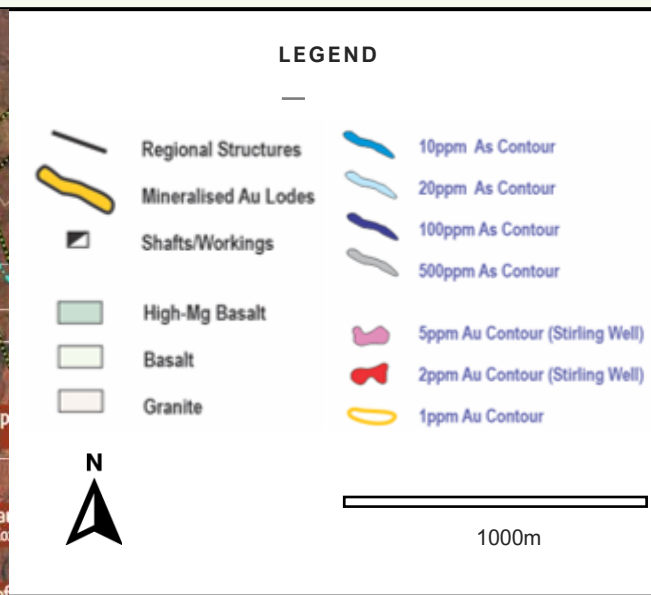 LEGEND
Regional Structures
Mineralised Au Lodes
Shafts/Workings
High-Mg Basalt
Basalt
Granite
10ppm As Contour
20ppm As Contour
100ppm As Contour
500ppm As Contour
5ppm Au Contour (Stirling Well)
2ppm Au Contour (Stirling Well)
1ppm Au Contour
N
1000m